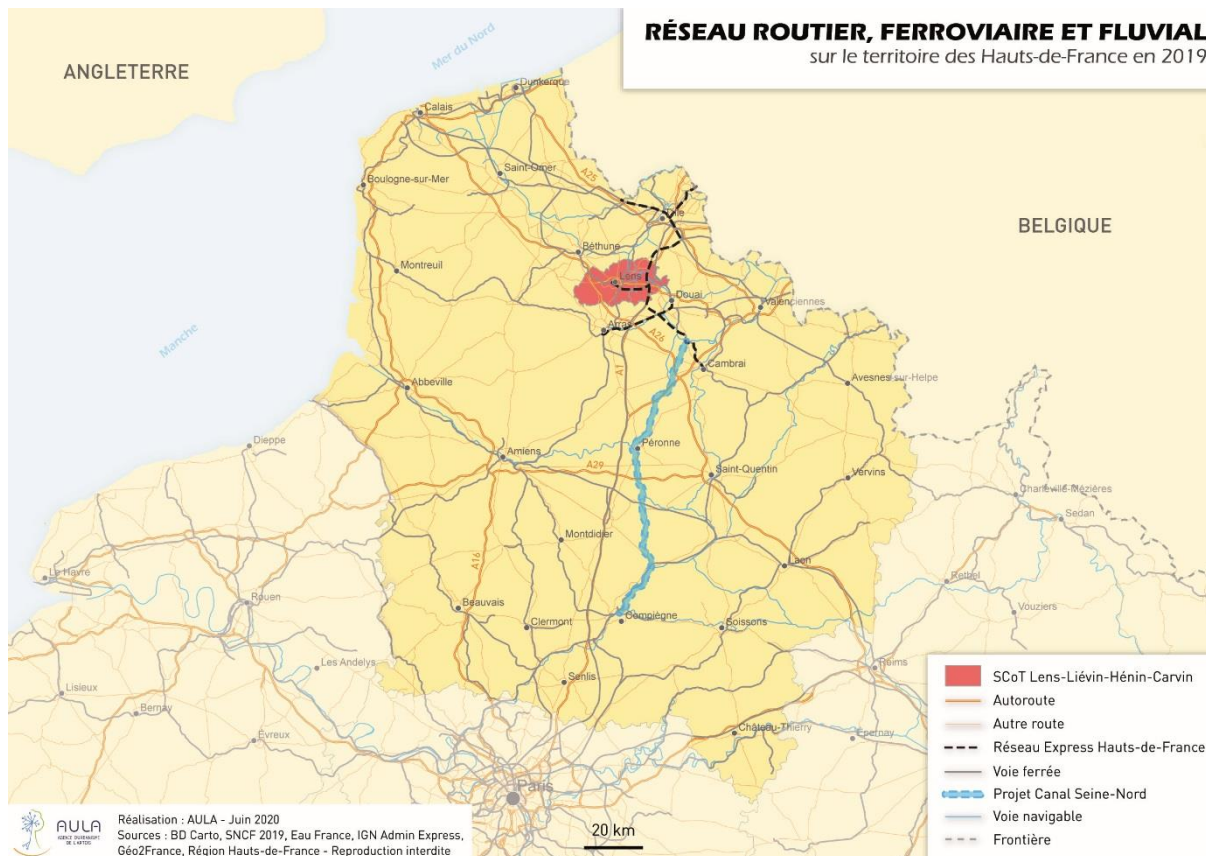 RÉSEAU ROUTIER, FERROVIAIRE ET FLUVIAL
sur le territoire des Hauts-de-France en 2019
ANGLETERRE
Mer du Nord
Dunkerque
Calais
Saint-Omer
A25
Boulogne-sur-Mer
BELGIQUE
Béthune
Montreuil
Lens
Douai
Valenciennes
Manche
A26
A1
Cambrai
Abbeville
Avesnes-sur-Helpe
Dieppe
Péronne
Amiens
A29
Saint-Quentin
Vervins
Charleville-Mézières
Sedan
Montdidier
A16
Laon
Le Havre
Rethel
Rouen
Beauvais
Vouziers
Compiègne
Clermont
Soissons
Les Andelys
Reims
Senlis
Lisieux
Bernay
Château-Thierry
Épernay
Évreux
Paris
SCoT Lens-Liévin-Hénin-Carvin
Autoroute
Autre route
Réseau Express Hauts-de-France
Voie ferrée
Projet Canal Seine-Nord
Voie navigable
Frontière
20 km
AULA
AGENCE D'URBANISME
DE L'ARTOIS
Réalisation : AULA - Juin 2020
Sources : BD Carto, SNCF 2019, Eau France, IGN Admin Express,
Géo2France, Région Hauts-de-France - Reproduction interdite